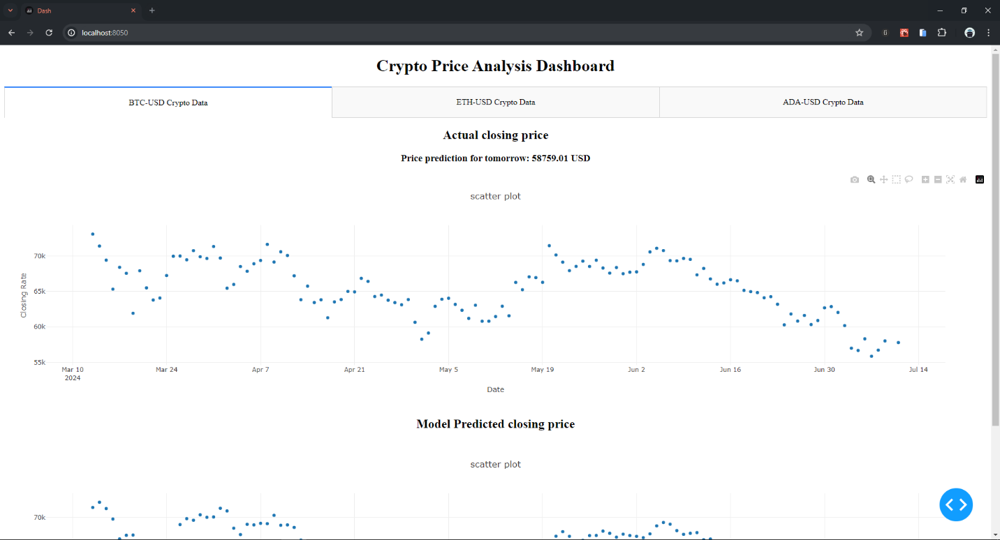 Dash
localhost:8050
Crypto Price Analysis Dashboard
BTC-USD Crypto Data
ETH-USD Crypto Data
ADA-USD Crypto Data
Actual closing price
Price prediction for tomorrow: 58759.01 USD
scatter plot
70k
65k
60k
55k
Closing Rate
Mar 10 Mar 24 Apr 7 Apr 21 May 5 May 19 Jun 2 Jun 16 Jun 30 Jul 14
2024
Date
Model Predicted closing price
scatter plot
70k